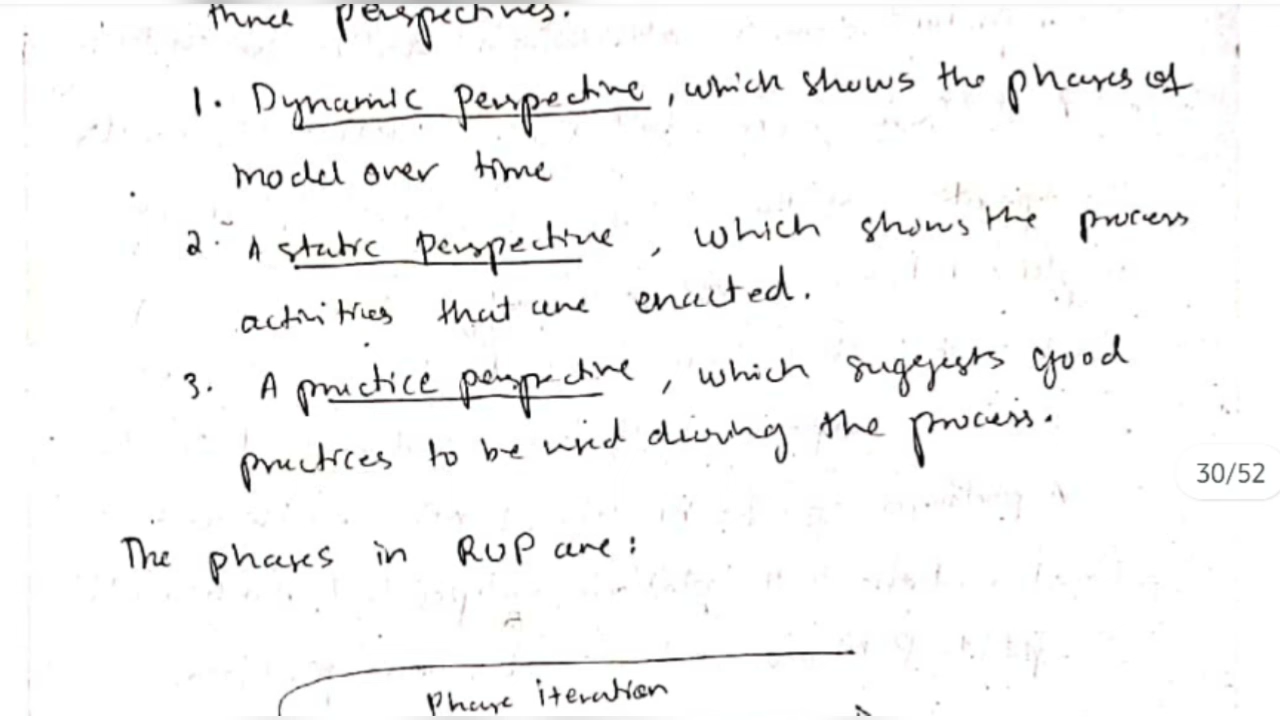 three perspectives.
1. Dynamic perspective, which shows the phases of
model over time
2. A static perspective, which shows the process
activities that are enacted.
3. A practice perspective, which suggests good
practices to be used during the process.
30/52
The phases in RUP are:
Phase iteration